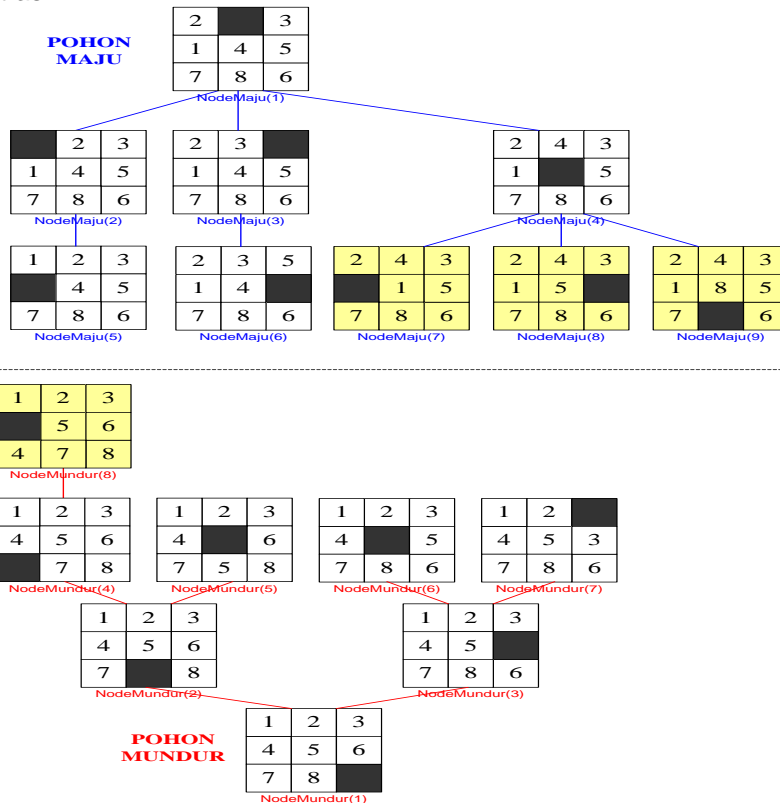 POHON
MAJU
2 3
1 4 5
7 8 6
NodeMaju(1)
2 3
1 4 5
7 8 6
NodeMaju(2)
2 3
1 4 5
7 8 6
NodeMaju(3)
2 4 3
1 5
7 8 6
NodeMaju(4)
1 2 3
4 5
7 8 6
NodeMaju(5)
2 3 5
1 4
7 8 6
NodeMaju(6)
2 4 3
1 5
7 8 6
NodeMaju(7)
2 4 3
1 5
7 8 6
NodeMaju(8)
2 4 3
1 8 5
7 6
NodeMaju(9)
1 2 3
5 6
4 7 8
NodeMundur(8)
1 2 3
4 5 6
7 8
NodeMundur(4)
1 2 3
4 6
7 5 8
NodeMundur(5)
1 2 3
4 5
7 8 6
NodeMundur(6)
1 2
4 5 3
7 8 6
NodeMundur(7)
1 2 3
4 5 6
7 8
NodeMundur(2)
1 2 3
4 5
7 8 6
NodeMundur(3)
POHON
MUNDUR
1 2 3
4 5 6
7 8
NodeMundur(1)